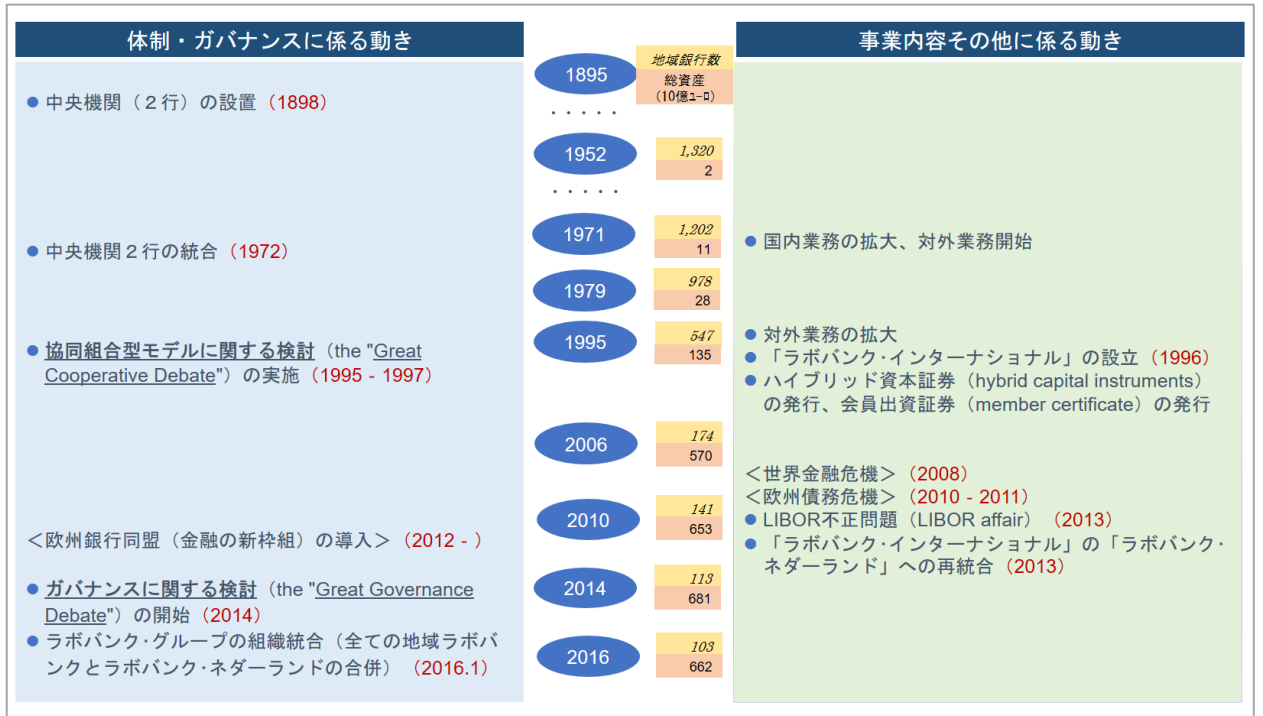 体制・ガバナンスに係る動き
● 中央機関（２行）の設置（1898）
● 中央機関２行の統合（1972）
● 協同組合型モデルに関する検討（the "Great
Cooperative Debate"）の実施（1995 - 1997）
＜欧州銀行同盟（金融の新枠組）の導入＞（2012 - ）
● ガバナンスに関する検討（the "Great Governance
Debate"）の開始（2014）
● ラボバンク･グループの組織統合（全ての地域ラボバ
ンクとラボバンク･ネダーランドの合併）（2016.1）
1895
地域銀行数
総資産
（10億ﾕｰﾛ）
・・・・・
1952
1,320
2
・・・・・
1971
1,202
11
1979
978
28
1995
547
135
2006
174
570
2010
141
653
2014
113
681
2016
103
662
事業内容その他に係る動き
● 国内業務の拡大、対外業務開始
● 対外業務の拡大
● 「ラボバンク･インターナショナル」の設立（1996）
● ハイブリッド資本証券（hybrid capital instruments）
の発行、会員出資証券（member certificate）の発行
＜世界金融危機＞（2008）
＜欧州債務危機＞（2010 - 2011）
● LIBOR不正問題（LIBOR affair）（2013）
● 「ラボバンク･インターナショナル」の「ラボバンク･
ネダーランド」への再統合（2013）